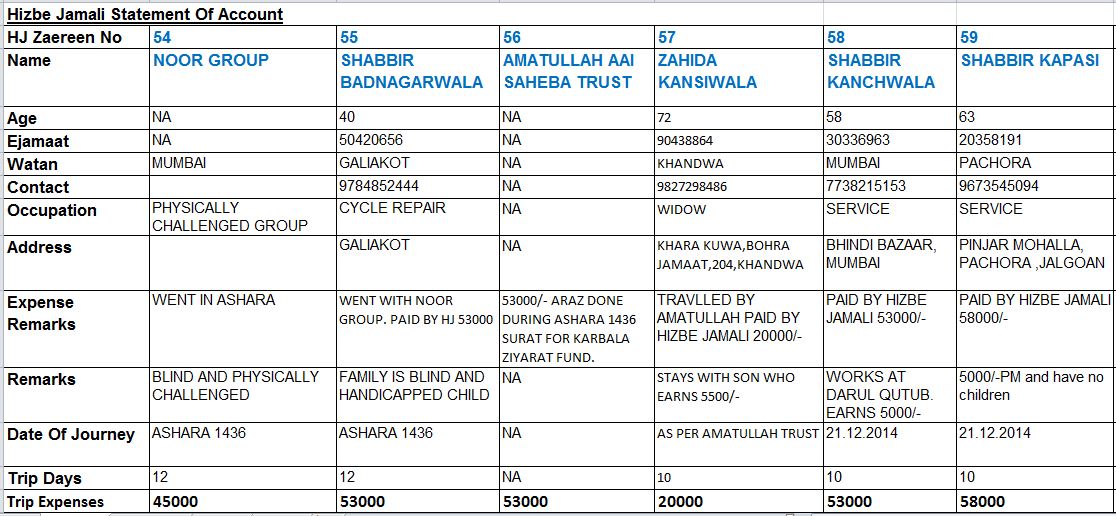 Hizbe Jamali Statement Of Account
HJ Zaereen No 54 55 56 57 58 59
Name NOOR GROUP SHABBIR AMATULLAH AAI ZAHIDA SHABBIR SHABBIR KAPASI
BADNAGARWALA SAHEBA TRUST KANSIWALA KANCHWALA
Age NA 40 NA 72 58 63
Ejamaat NA 50420656 NA 90438864 30336963 20358191
Watan MUMBAI GALIAKOT NA KHANDWA MUMBAI PACHORA
Contact 9784852444 NA 9827298486 7738215153 9673545094
Occupation PHYSICALLY CYCLE REPAIR NA WIDOW SERVICE SERVICE
CHALLENGED GROUP
Address GALIAKOT NA KHARA KUWA,BOHRA BHINDI BAZAAR, PINJAR MOHALLA,
JAMAAT,204,KHANDWA MUMBAI PACHORA ,JALGOAN
Expense WENT IN ASHARA WENT WITH NOOR 53000/- ARAZ DONE TRAVLLED BY PAID BY HIZBE PAID BY HIZBE JAMALI
Remarks GROUP. PAID BY HJ 53000 DURING ASHARA 1436 AMATULLAH PAID BY JAMALI 53000/- 58000/-
SURAT FOR KARBALA HIZBE JAMALI 20000/-
ZIYARAT FUND.
Remarks BLIND AND PHYSICALLY FAMILY IS BLIND AND NA STAYS WITH SON WHO WORKS AT 5000/-PM and have no
CHALLENGED HANDICAPPED CHILD EARNS 5500/- DARUL QUTUB. children
EARNS 5000/-
Date Of Journey ASHARA 1436 ASHARA 1436 NA AS PER AMATULLAH TRUST 21.12.2014 21.12.2014
Trip Days 12 12 NA 10 10 10
Trip Expenses 45000 53000 53000 20000 53000 58000